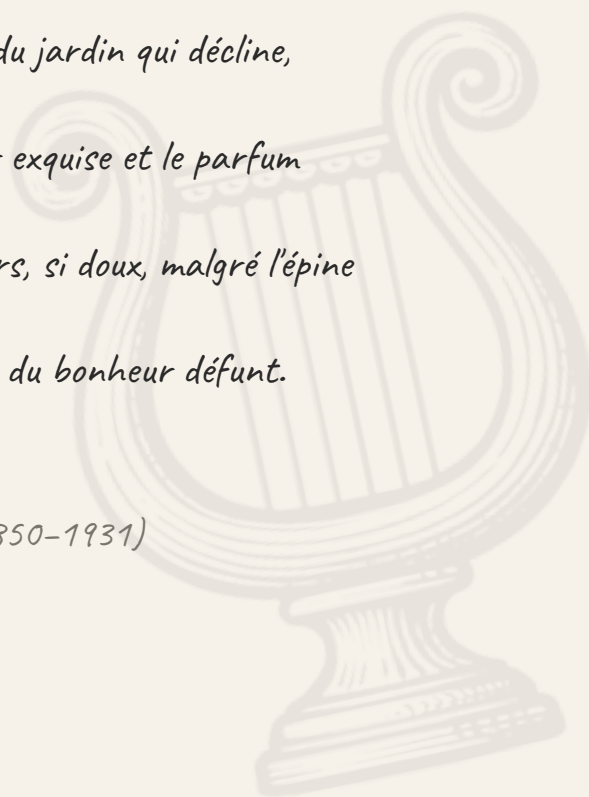 du jardin qui décline,
exquise et le parfum
rs, si doux, malgré l'épine
du bonheur défunt.
850–1931)